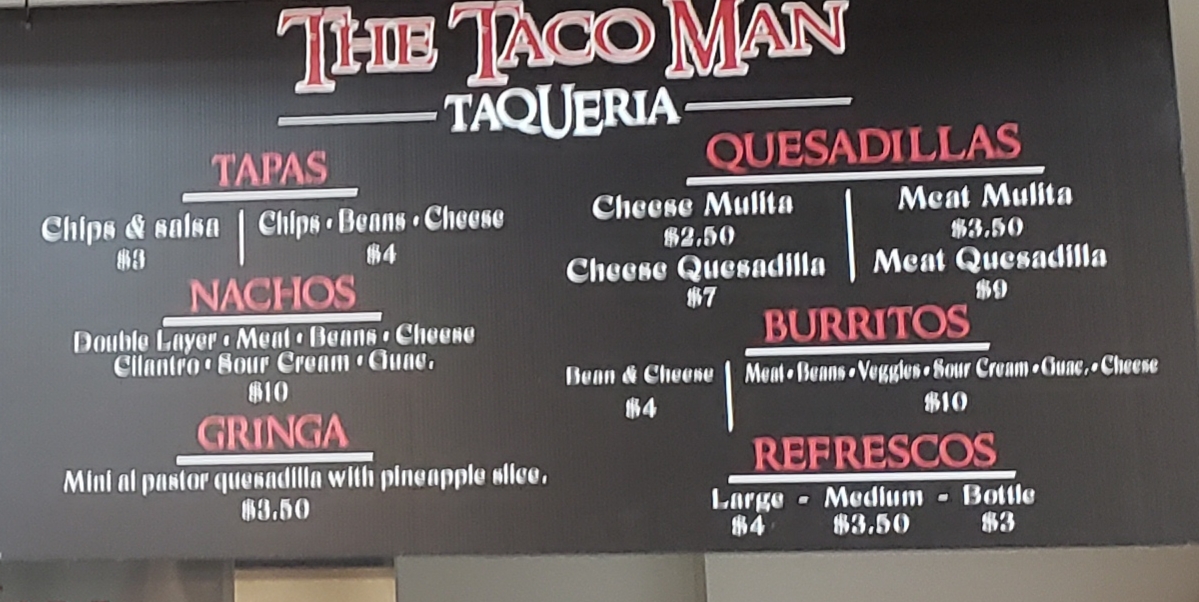 THE TACO MAN
TAQUERIA
TAPAS
Chips & salsa
$3
Chips • Beans • Cheese
$4
NACHOS
Double Layer • Meat • Beans • Cheese
Cilantro • Sour Cream • Guac.
$10
GRINGA
Mini al pastor quesadilla with pineapple slice.
$3.50
QUESADILLAS
Cheese Mulita
$2.50
Cheese Quesadilla
$7
Meat Mulita
$3.50
Meat Quesadilla
$9
BURRITOS
Bean & Cheese
$4
Meat • Beans • Veggies • Sour Cream • Guac. • Cheese
$10
REFRESCOS
Large - Medium - Bottle
$4 $3.50 $3